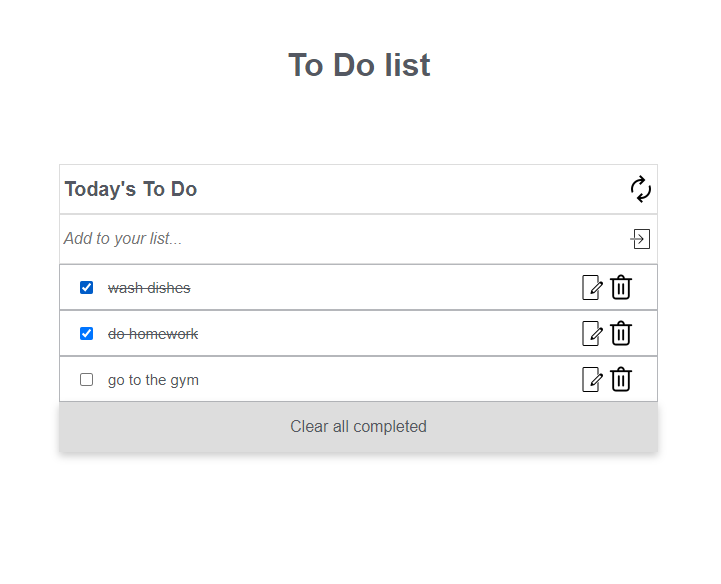 To Do list
Today's To Do
Add to your list...
wash dishes
do homework
go to the gym
Clear all completed